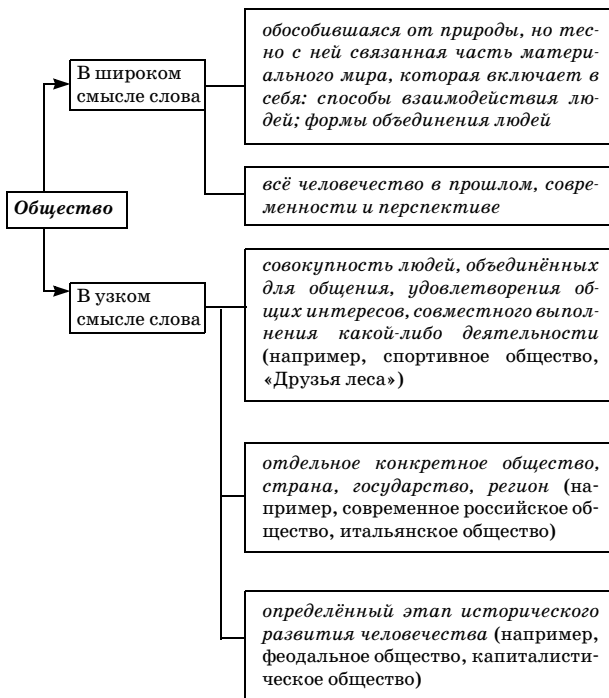 обособившаяся от природы, но тес-
но с ней связанная часть матери-
ального мира, которая включает в
себя: способы взаимодействия лю-
дей; формы объединения людей
В широком
смысле слова
всё человечество в прошлом, совре-
менности и перспективе
Общество
совокупность людей, объединённых
для общения, удовлетворения об-
щих интересов, совместного выпол-
нения какой-либо деятельности
(например, спортивное общество,
«Друзья леса»)
В узком
смысле слова
отдельное конкретное общество,
страна, государство, регион (на-
пример, современное российское об-
щество, итальянское общество)
определённый этап исторического
развития человечества (например,
феодальное общество, капиталисти-
ческое общество)